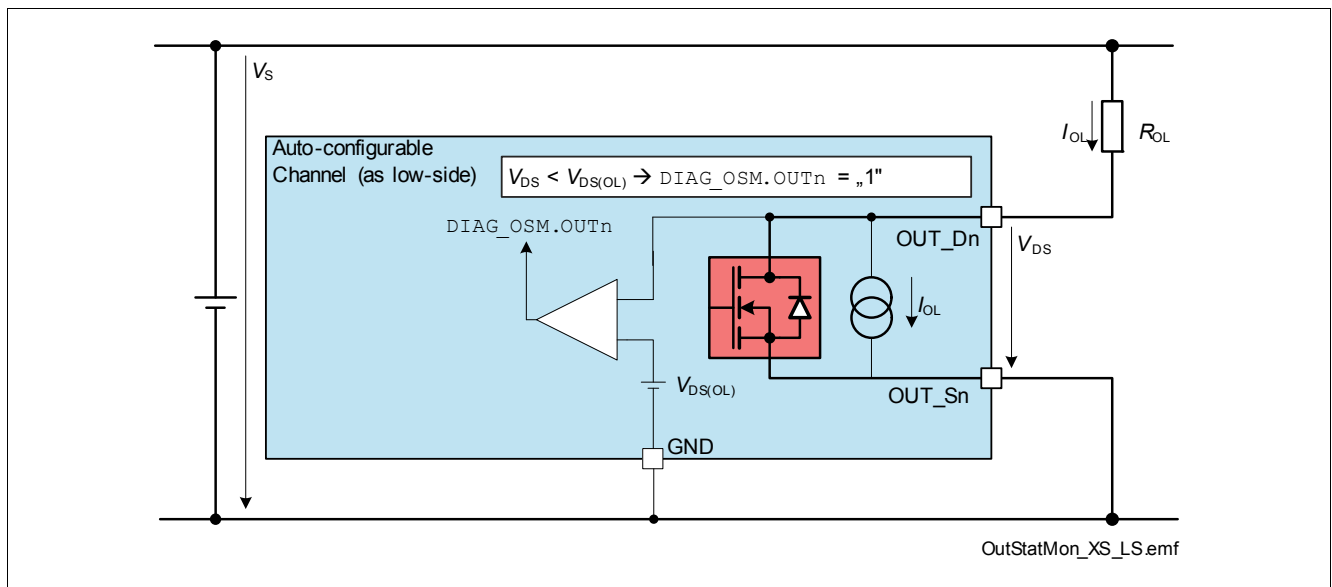 VS
IOL
ROL
Auto-configurable
Channel (as low-side)
VDS < VDS(OL) → DIAG_OSM.OUTn = „1"
DIAG_OSM.OUTn
OUT_Dn
VDS
IOL
VDS(OL)
OUT_Sn
GND
OutStatMon_XS_LS.emf